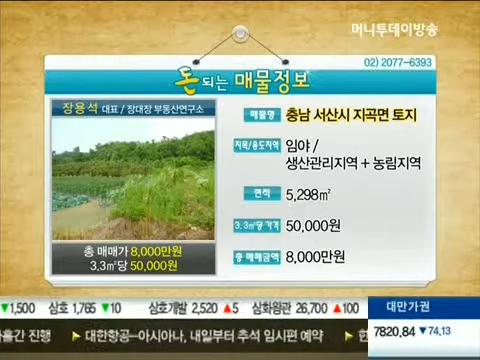 머니투데이방송
02) 2077-6393
돈 되는 매물정보
장용석 대표 / 장대장 부동산연구소
총 매매가 8,000만원
3.3㎡당 50,000원
매물명 충남 서산시 지곡면 토지
지목/용도지역 임야 /
생산관리지역 + 농림지역
면적 5,298㎡
3.3㎡당 가격 50,000원
총 매매금액 8,000만원
▼1,500 삼호 1,765 ▼10 삼호개발 2,520 ▲5 삼화왕관 26,700 ▲100
대만가권
7820,84 ▼74,13
흘간 진행 ▶ 대한항공-아시아나, 내일부터 추석 임시편 예약 ▶